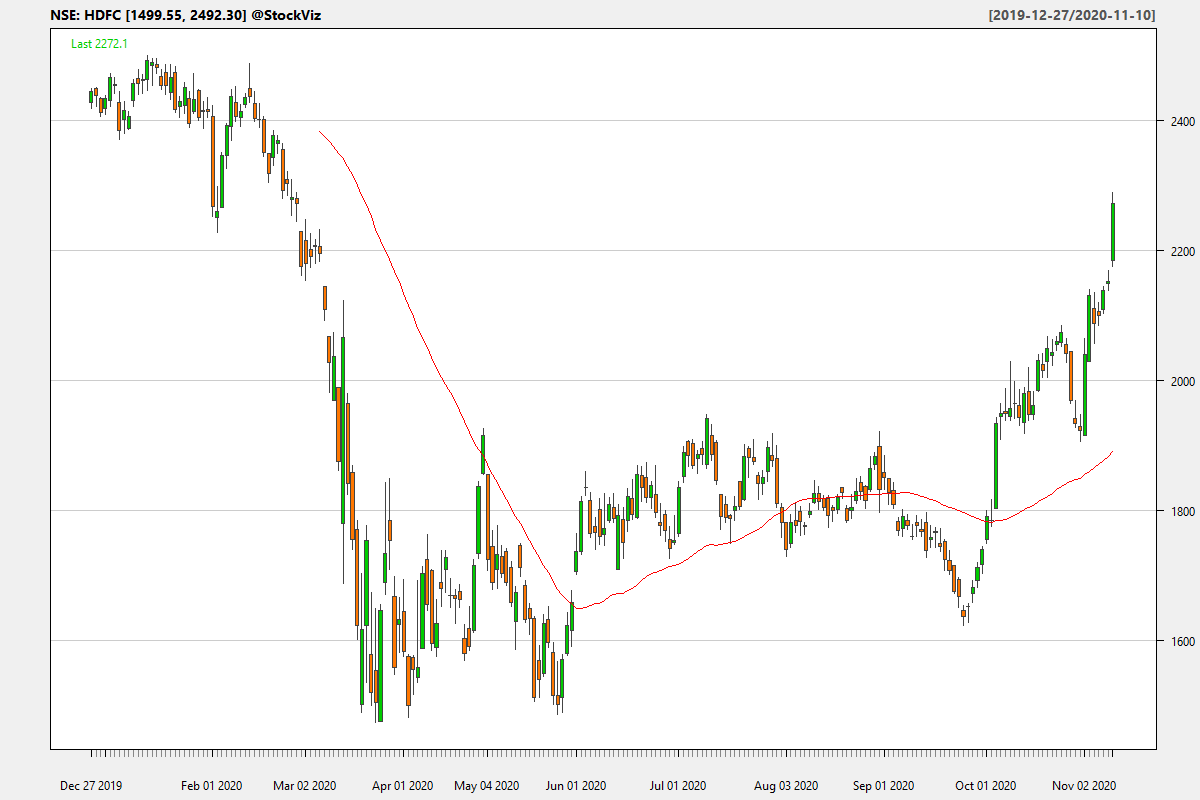 NSE: HDFC [1499.55, 2492.30] @StockViz
[2019-12-27/2020-11-10]
Last 2272.1
2400
2200
2000
1800
1600
Dec 27 2019 Feb 01 2020 Mar 02 2020 Apr 01 2020 May 04 2020 Jun 01 2020 Jul 01 2020 Aug 03 2020 Sep 01 2020 Oct 01 2020 Nov 02 2020